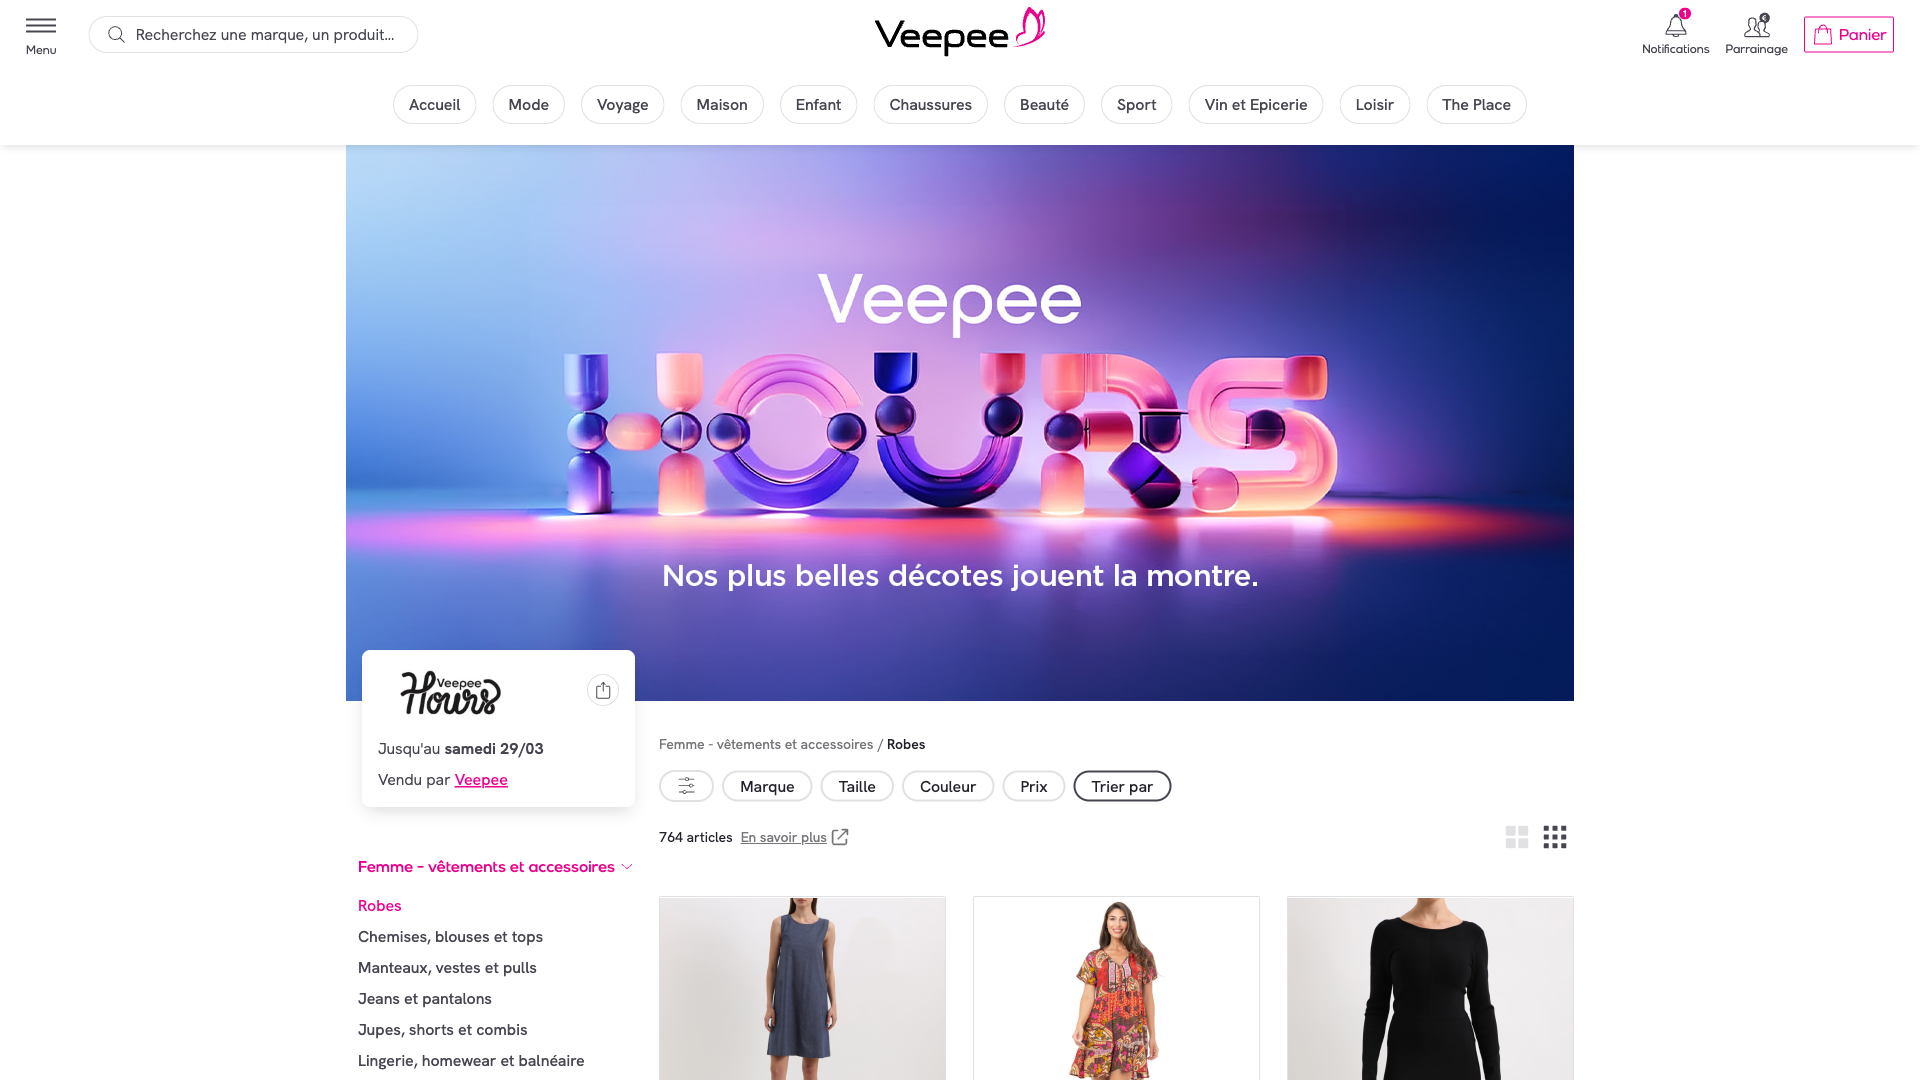 Menu
Recherchez une marque, un produit...
Veepee
1
Notifications
€
Parrainage
Panier
Accueil
Mode
Voyage
Maison
Enfant
Chaussures
Beauté
Sport
Vin et Epicerie
Loisir
The Place
Veepee
HOURS
Nos plus belles décotes jouent la montre.
Veepee
Hours
Jusqu'au samedi 29/03
Vendu par Veepee
Femme - vêtements et accessoires / Robes
Marque
Taille
Couleur
Prix
Trier par
764 articles En savoir plus
Femme - vêtements et accessoires
Robes
Chemises, blouses et tops
Manteaux, vestes et pulls
Jeans et pantalons
Jupes, shorts et combis
Lingerie, homewear et balnéaire